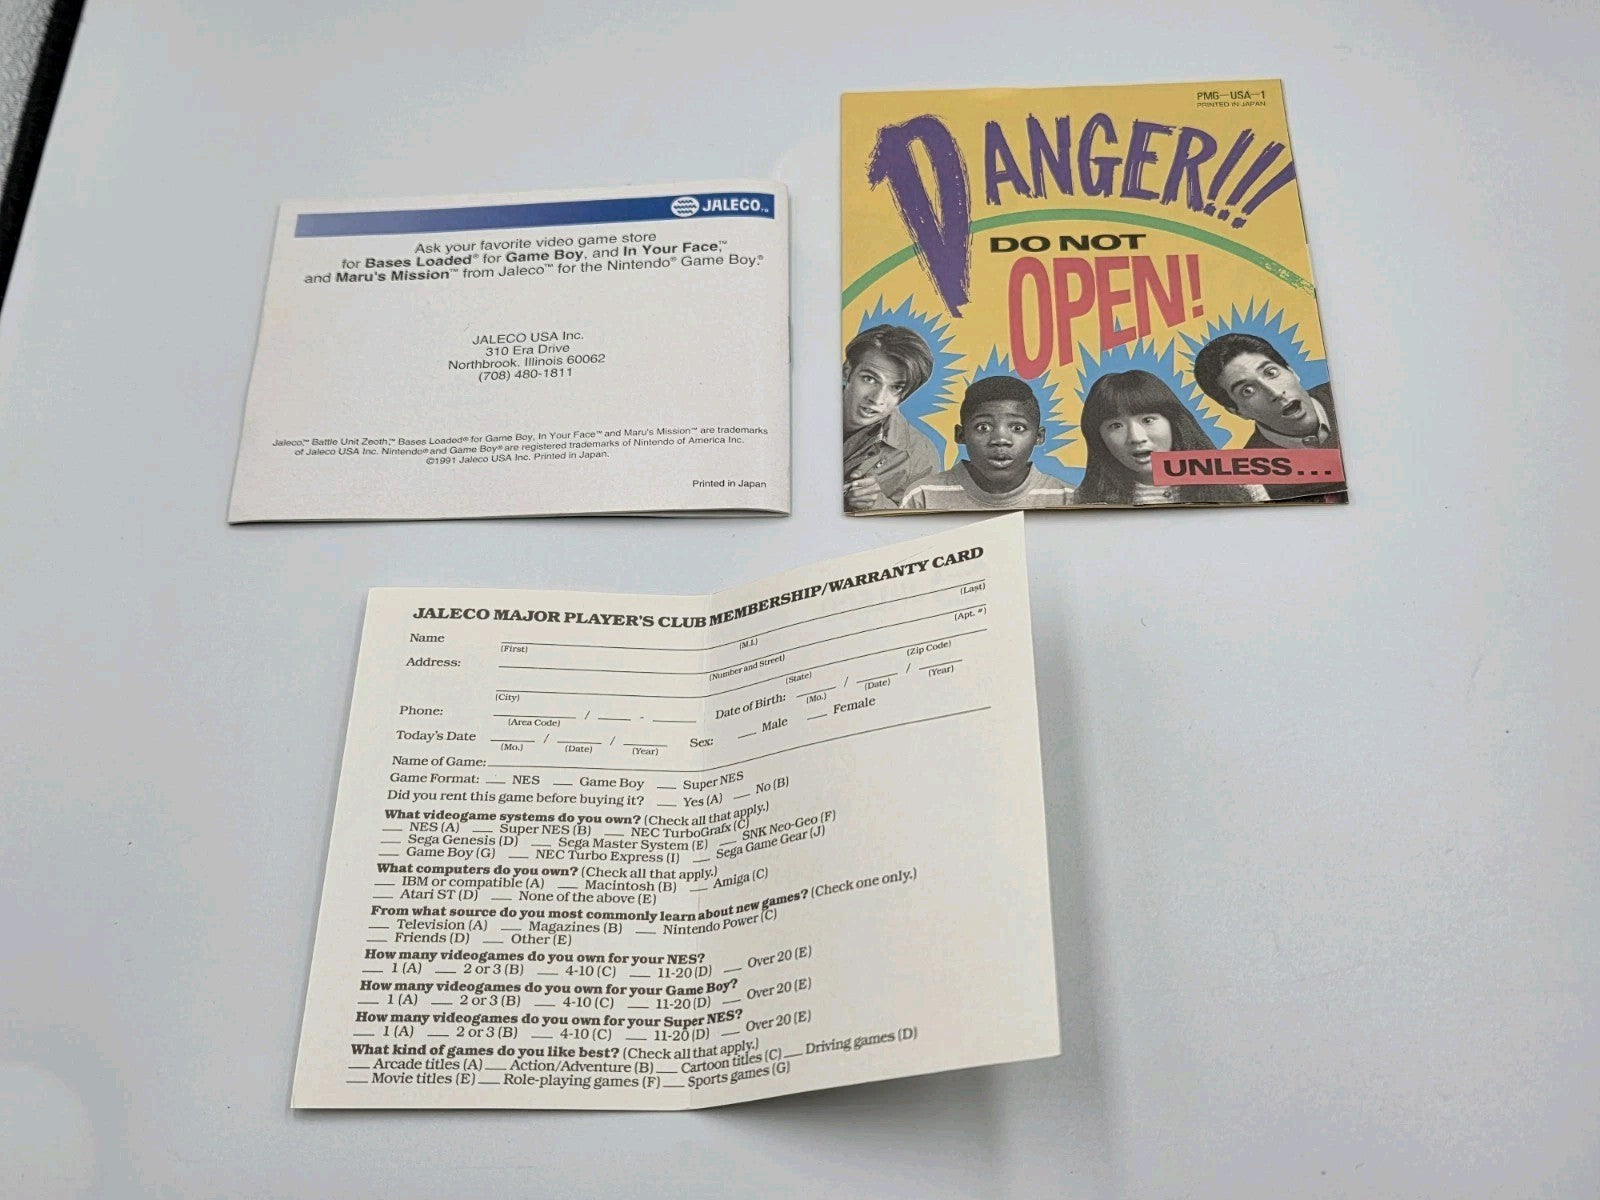 JALECO™
Ask your favorite video game store
for Bases Loaded® for Game Boy, and In Your Face,™
and Maru's Mission™ from Jaleco™ for the Nintendo® Game Boy.®
JALECO USA Inc.
310 Era Drive
Northbrook, Illinois 60062
(708) 480-1811
Jaleco,™ Battle Unit Zeoth,™ Bases Loaded® for Game Boy, In Your Face™ and Maru's Mission™ are trademarks
of Jaleco USA Inc. Nintendo® and Game Boy® are registered trademarks of Nintendo of America Inc.
©1991 Jaleco USA Inc. Printed in Japan.
Printed in Japan
PMG-USA-1
PRINTED IN JAPAN
DANGER!!!
DO NOT
OPEN!
UNLESS...
JALECO MAJOR PLAYER'S CLUB MEMBERSHIP/WARRANTY CARD
Name
(First) (M.I.) (Last)
Address:
(Number and Street) (Apt. #)
(City) (State) (Zip Code)
Phone: / - Date of Birth: / /
(Area Code) (Mo.) (Date) (Year)
Today's Date / / Sex: Male Female
(Mo.) (Date) (Year)
Name of Game:
Game Format: NES Game Boy Super NES
Did you rent this game before buying it? Yes (A) No (B)
What videogame systems do you own? (Check all that apply.)
NES (A) Super NES (B) NEC TurboGrafx (C)
Sega Genesis (D) Sega Master System (E) SNK Neo-Geo (F)
Game Boy (G) NEC Turbo Express (I) Sega Game Gear (J)
What computers do you own? (Check all that apply.)
IBM or compatible (A) Macintosh (B) Amiga (C)
Atari ST (D) None of the above (E)
From what source do you most commonly learn about new games? (Check one only.)
Television (A) Magazines (B) Nintendo Power (C)
Friends (D) Other (E)
How many videogames do you own for your NES?
1 (A) 2 or 3 (B) 4-10 (C) 11-20 (D) Over 20 (E)
How many videogames do you own for your Game Boy?
1 (A) 2 or 3 (B) 4-10 (C) 11-20 (D) Over 20 (E)
How many videogames do you own for your Super NES?
1 (A) 2 or 3 (B) 4-10 (C) 11-20 (D) Over 20 (E)
What kind of games do you like best? (Check all that apply.)
Arcade titles (A) Action/Adventure (B) Cartoon titles (C) Driving games (D)
Movie titles (E) Role-playing games (F) Sports games (G)